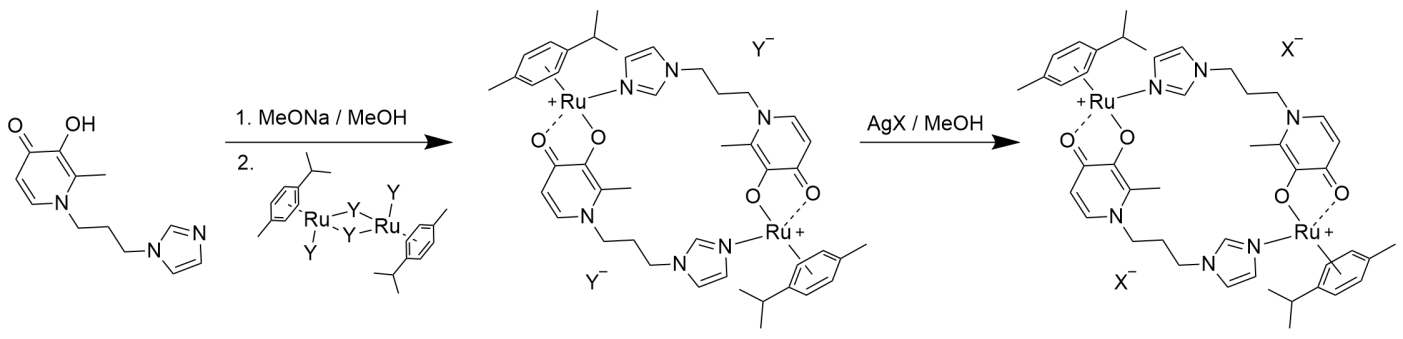 O
OH
N
N
N
1. MeONa / MeOH
2.
Y
Y
Ru
Ru
Y
Y
Y⁻
N
N
+Ru
O
O
N
N
O
O
N
N
Ru+
Y⁻
AgX / MeOH
X⁻
N
N
+Ru
O
O
N
N
O
O
N
N
Ru+
X⁻